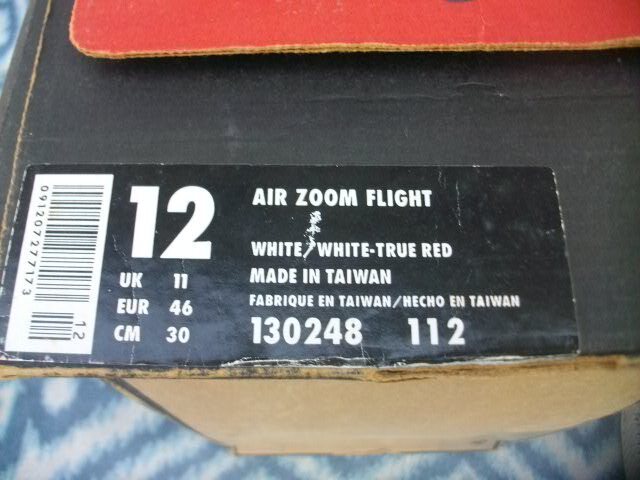 12
AIR ZOOM FLIGHT
WHITE/WHITE-TRUE RED
UK 11
MADE IN TAIWAN
EUR 46
FABRIQUE EN TAIWAN/HECHO EN TAIWAN
CM 30
130248 112
091207277173
12